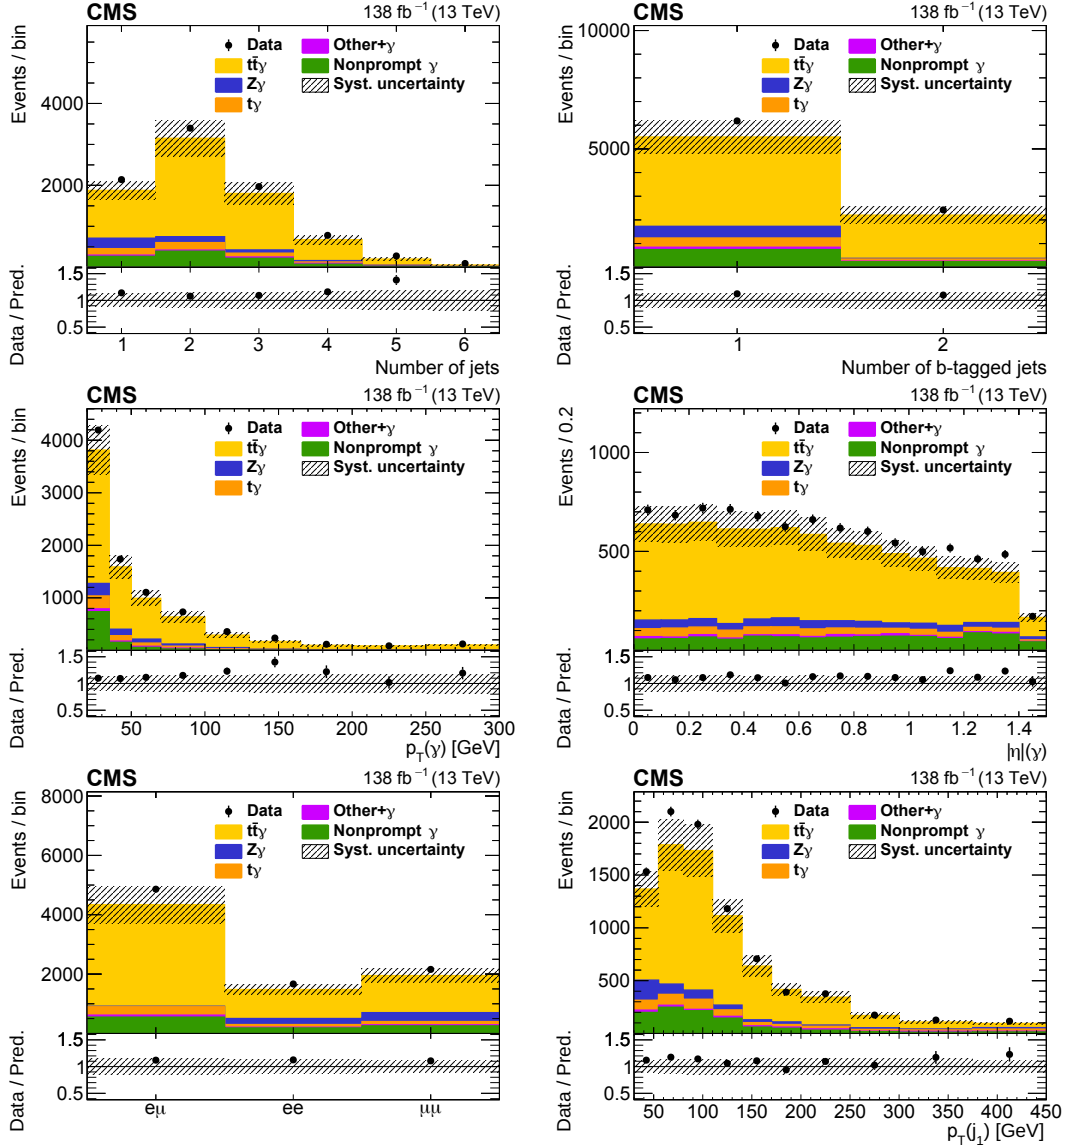 CMS 138 fb⁻¹ (13 TeV)
Events / bin
Data Other+γ
tt̄γ Nonprompt γ
Zγ Syst. uncertainty
tγ
4000
2000
Data / Pred.
1.5
1
0.5
1 2 3 4 5 6
Number of jets
CMS 138 fb⁻¹ (13 TeV)
Events / bin
10000
Data Other+γ
tt̄γ Nonprompt γ
Zγ Syst. uncertainty
tγ
5000
Data / Pred.
1.5
1
0.5
1 2
Number of b-tagged jets
CMS 138 fb⁻¹ (13 TeV)
Events / bin
4000
Data Other+γ
tt̄γ Nonprompt γ
Zγ Syst. uncertainty
tγ
3000
2000
1000
Data / Pred.
1.5
1
0.5
50 100 150 200 250 300
p_T(γ) [GeV]
CMS 138 fb⁻¹ (13 TeV)
Events / 0.2
1000
Data Other+γ
tt̄γ Nonprompt γ
Zγ Syst. uncertainty
tγ
500
Data / Pred.
1.5
1
0.5
0 0.2 0.4 0.6 0.8 1 1.2 1.4
|η|(γ)
CMS 138 fb⁻¹ (13 TeV)
Events / bin
8000
Data Other+γ
tt̄γ Nonprompt γ
Zγ Syst. uncertainty
tγ
6000
4000
2000
Data / Pred.
1.5
1
0.5
eμ ee μμ
CMS 138 fb⁻¹ (13 TeV)
Events / bin
2000
Data Other+γ
tt̄γ Nonprompt γ
Zγ Syst. uncertainty
tγ
1500
1000
500
Data / Pred.
1.5
1
0.5
50 100 150 200 250 300 350 400 450
p_T(j₁) [GeV]